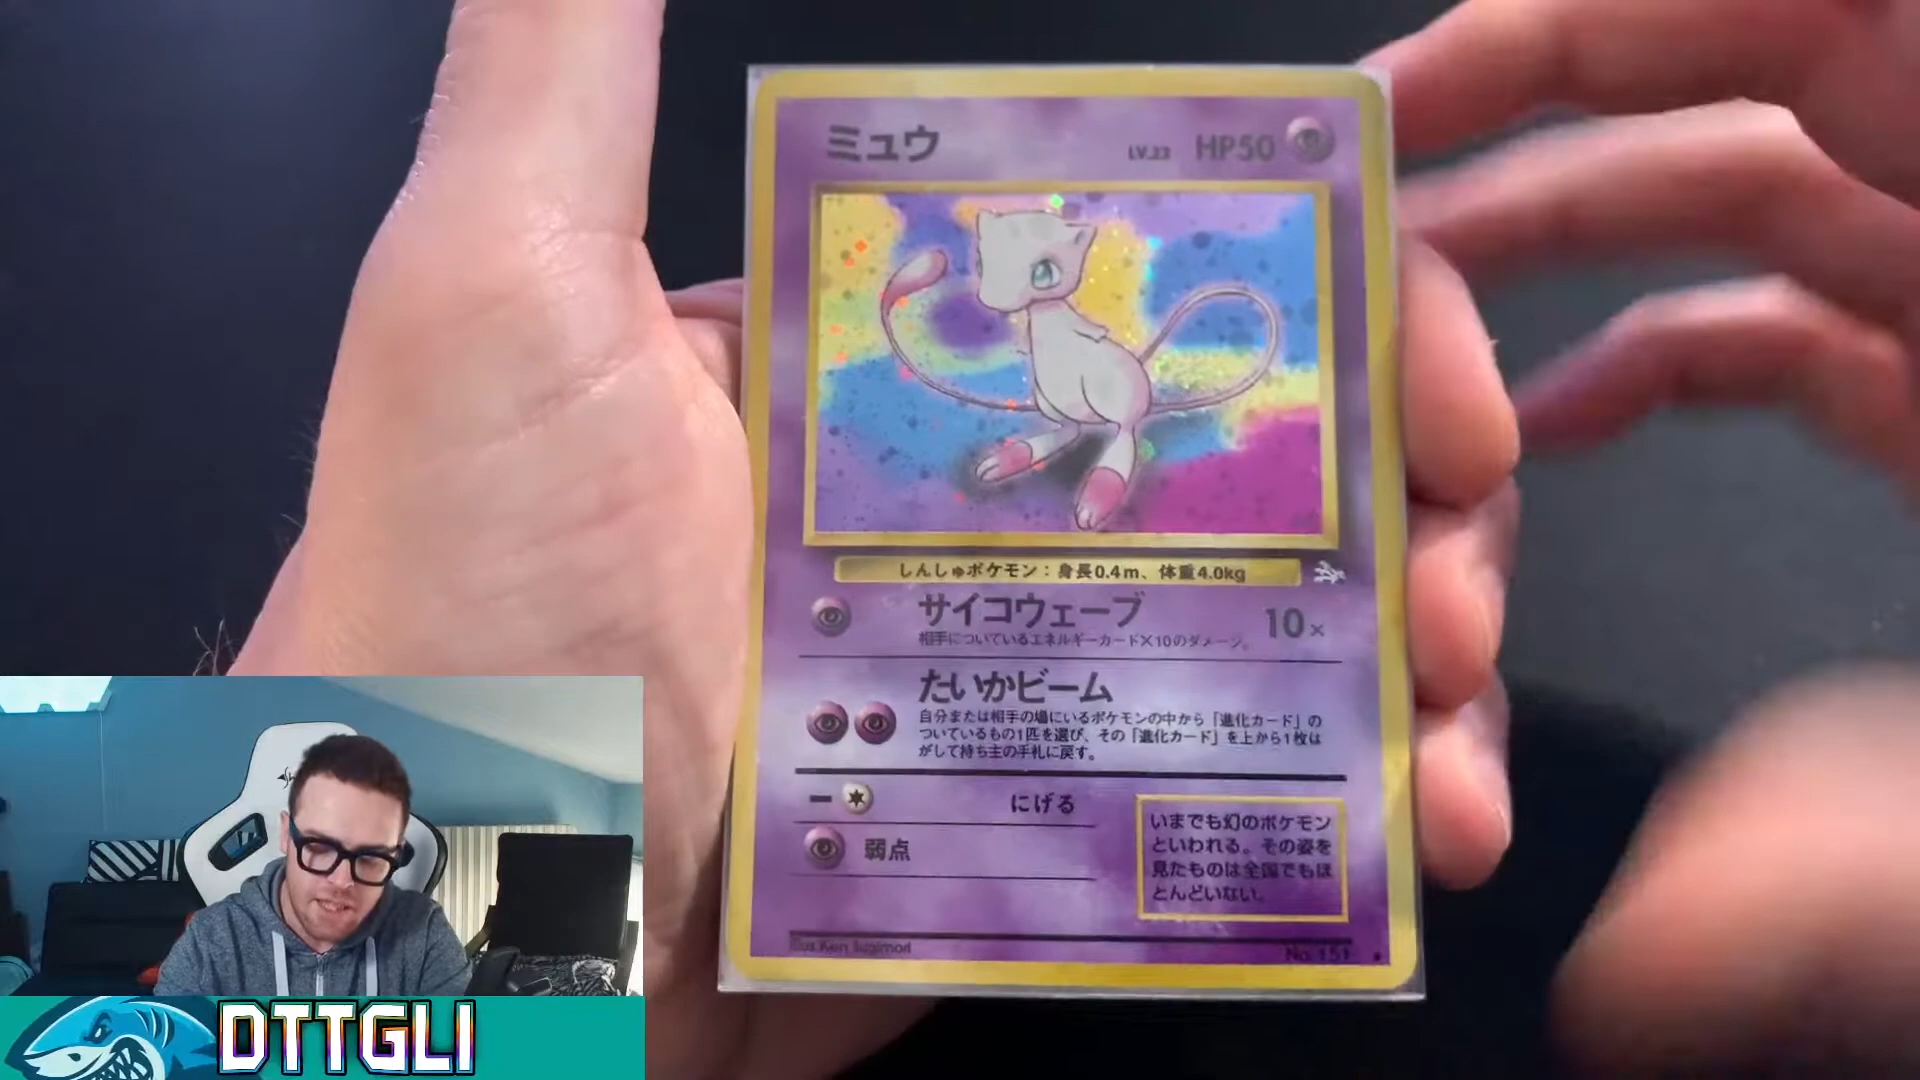 ミュウ LV.23 HP50
しんしゅポケモン：身長0.4m、体重4.0kg
サイコウェーブ 10×
相手についているエネルギーカード×10のダメージ。
たいかビーム
自分または相手の場にいるポケモンの中から「進化カード」の
ついているもの1匹を選び、その「進化カード」を上から1枚は
がして持ち主の手札に戻す。
にげる
弱点
いまでも幻のポケモン
といわれる。その姿を
見たものは全国でもほ
とんどいない。
Illus. Ken Sugimori No.151
DTTGLI